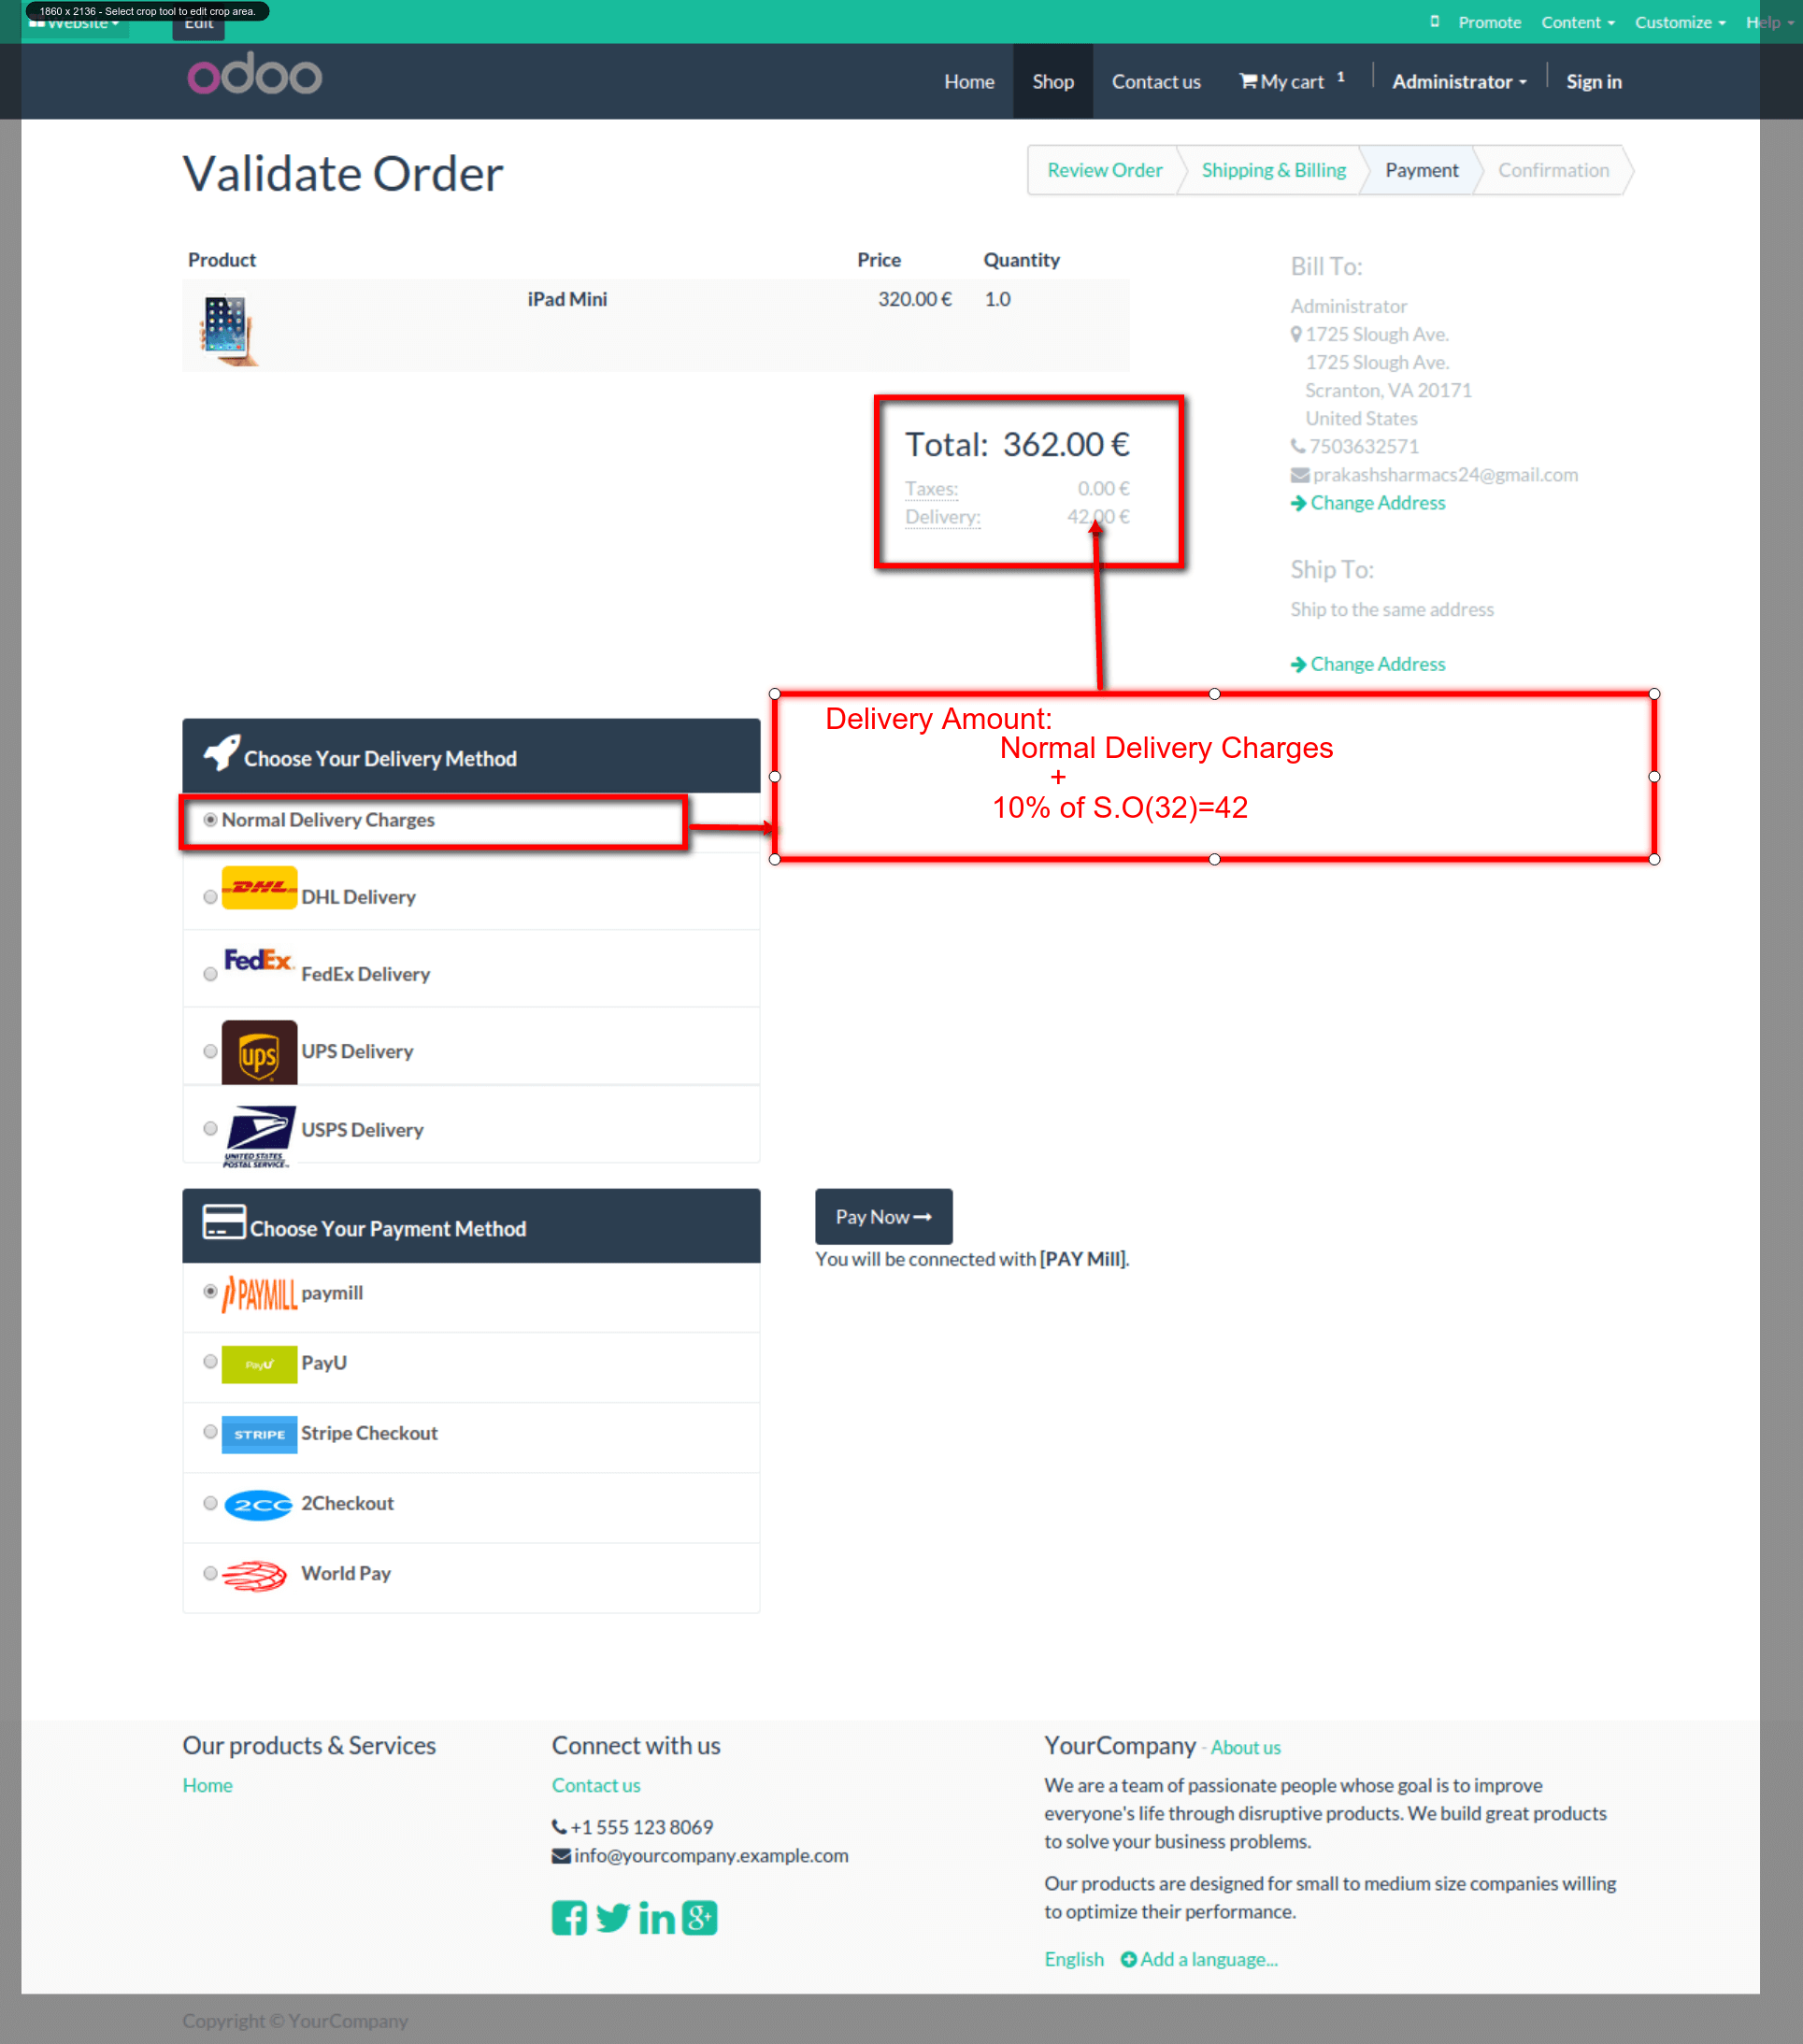 1860 x 2136 - Select crop tool to edit crop area.
Website
Edit
Promote Content Customize Help
odoo
Home Shop Contact us My cart 1 Administrator Sign in
Validate Order
Review Order Shipping & Billing Payment Confirmation
Product Price Quantity
iPad Mini 320.00 € 1.0
Total: 362.00 €
Taxes: 0.00 €
Delivery: 42.00 €
Bill To:
Administrator
1725 Slough Ave.
1725 Slough Ave.
Scranton, VA 20171
United States
7503632571
prakashsharmacs24@gmail.com
Change Address
Ship To:
Ship to the same address
Change Address
Delivery Amount:
Normal Delivery Charges
+
10% of S.O(32)=42
Choose Your Delivery Method
Normal Delivery Charges
DHL DHL Delivery
FedEx FedEx Delivery
ups UPS Delivery
USPS Delivery
UNITED STATES
POSTAL SERVICE
Choose Your Payment Method
PAYMILL paymill
PayU PayU
STRIPE Stripe Checkout
2CC 2Checkout
World Pay
Pay Now
You will be connected with [PAY Mill].
Our products & Services
Home
Connect with us
Contact us
+1 555 123 8069
info@yourcompany.example.com
YourCompany - About us
We are a team of passionate people whose goal is to improve
everyone's life through disruptive products. We build great products
to solve your business problems.
Our products are designed for small to medium size companies willing
to optimize their performance.
English Add a language...
Copyright © YourCompany